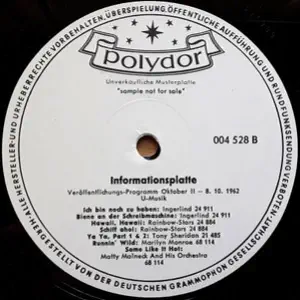 ALLE HERSTELLER- UND URHEBERRECHTE VORBEHALTEN. ÜBERSPIELUNG, ÖFFENTLICHE AUFFÜHRUNG UND RUNDFUNKSENDUNG VERBOTEN
polydor
Unverkäufliche Musterplatte
"sample not for sale"
004 528 B
Informationsplatte
Veröffentlichungs-Programm Oktober II - 8. 10. 1962
U-Musik
Ich bin noch zu haben: Ingerlind 24 911
Biene an der Schreibmaschine: Ingerlind 24 911
Hawaii, Hawaii: Rainbow-Stars 24 884
Schiff ahoi: Rainbow-Stars 24 884
Ya Ya, Part 1 & 2: Tony Sheridan 21 485
Runnin' Wild: Marilyn Monroe 68 114
Some Like It Hot:
Matty Malneck And His Orchestra
68 114
HERGESTELLT VON DER DEUTSCHEN GRAMMOPHON GESELLSCHAFT